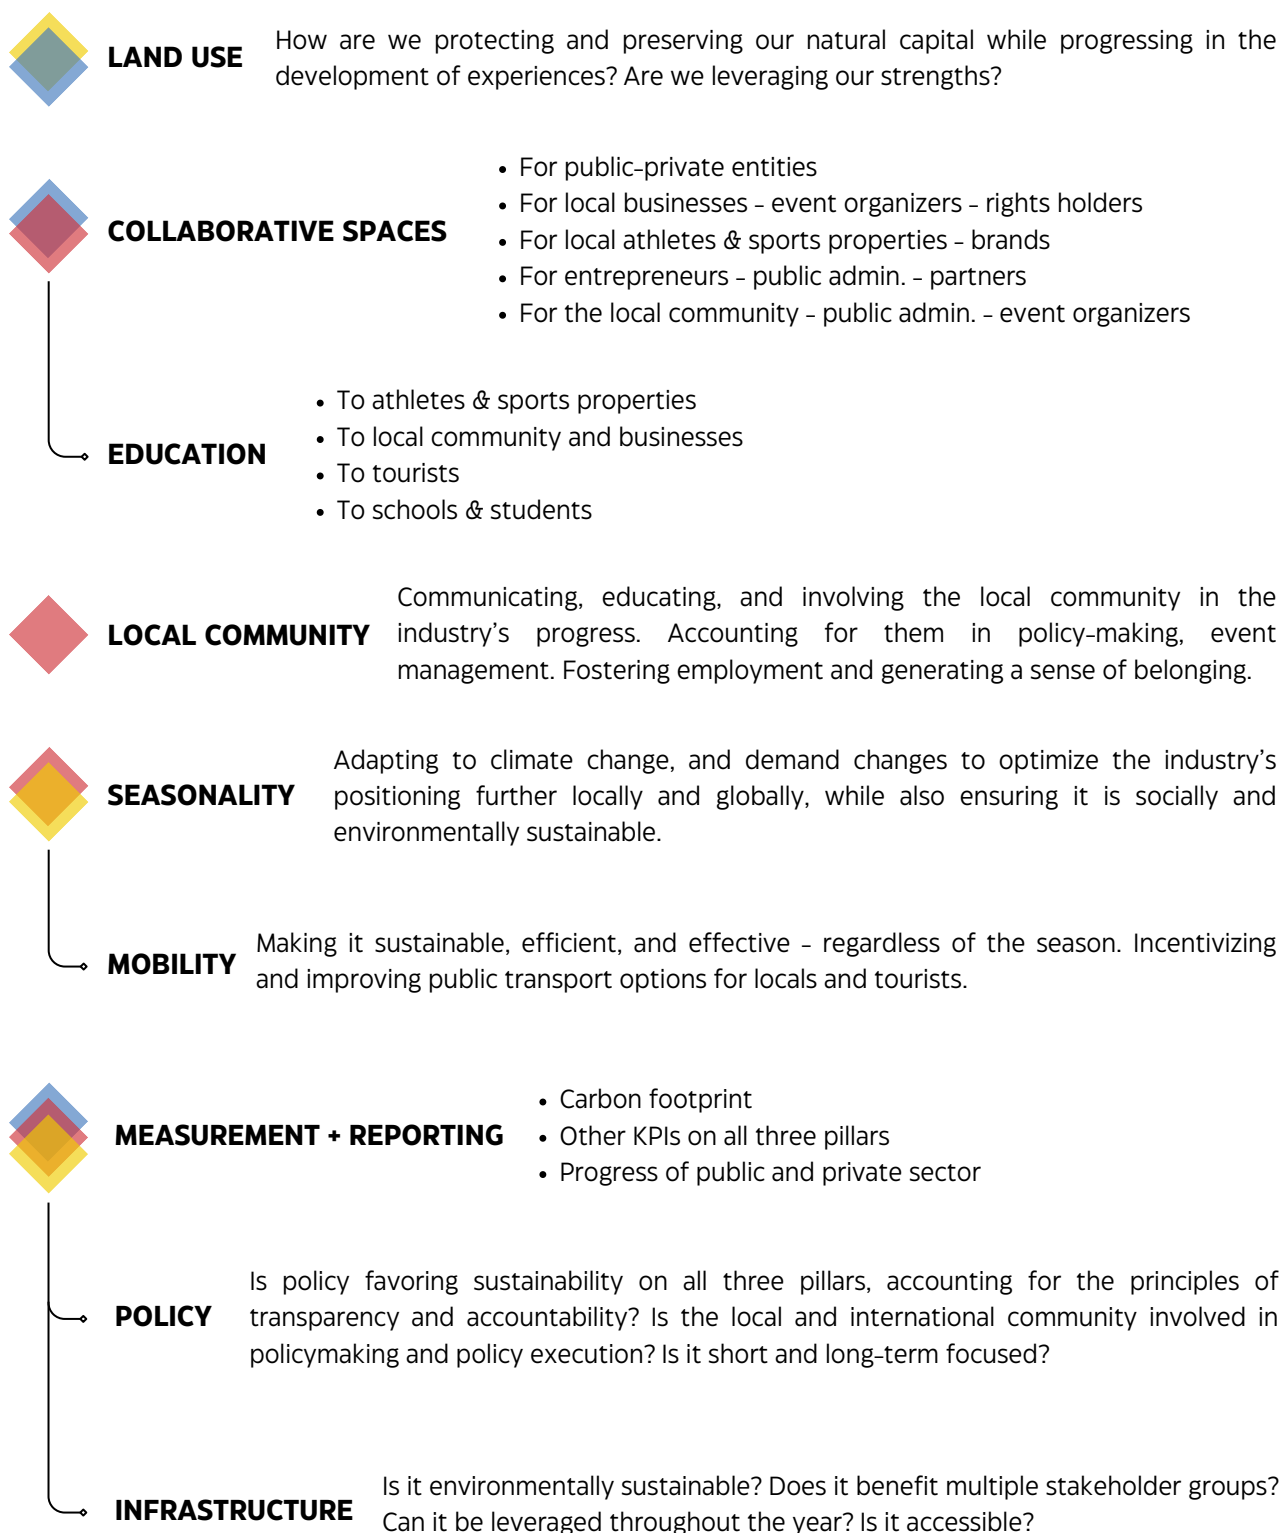 LAND USE
How are we protecting and preserving our natural capital while progressing in the
development of experiences? Are we leveraging our strengths?
COLLABORATIVE SPACES
• For public-private entities
• For local businesses - event organizers - rights holders
• For local athletes & sports properties - brands
• For entrepreneurs - public admin. - partners
• For the local community - public admin. - event organizers
EDUCATION
• To athletes & sports properties
• To local community and businesses
• To tourists
• To schools & students
LOCAL COMMUNITY
Communicating, educating, and involving the local community in the
industry's progress. Accounting for them in policy-making, event
management. Fostering employment and generating a sense of belonging.
SEASONALITY
Adapting to climate change, and demand changes to optimize the industry's
positioning further locally and globally, while also ensuring it is socially and
environmentally sustainable.
MOBILITY
Making it sustainable, efficient, and effective - regardless of the season. Incentivizing
and improving public transport options for locals and tourists.
MEASUREMENT + REPORTING
• Carbon footprint
• Other KPIs on all three pillars
• Progress of public and private sector
POLICY
Is policy favoring sustainability on all three pillars, accounting for the principles of
transparency and accountability? Is the local and international community involved in
policymaking and policy execution? Is it short and long-term focused?
INFRASTRUCTURE
Is it environmentally sustainable? Does it benefit multiple stakeholder groups?
Can it be leveraged throughout the year? Is it accessible?